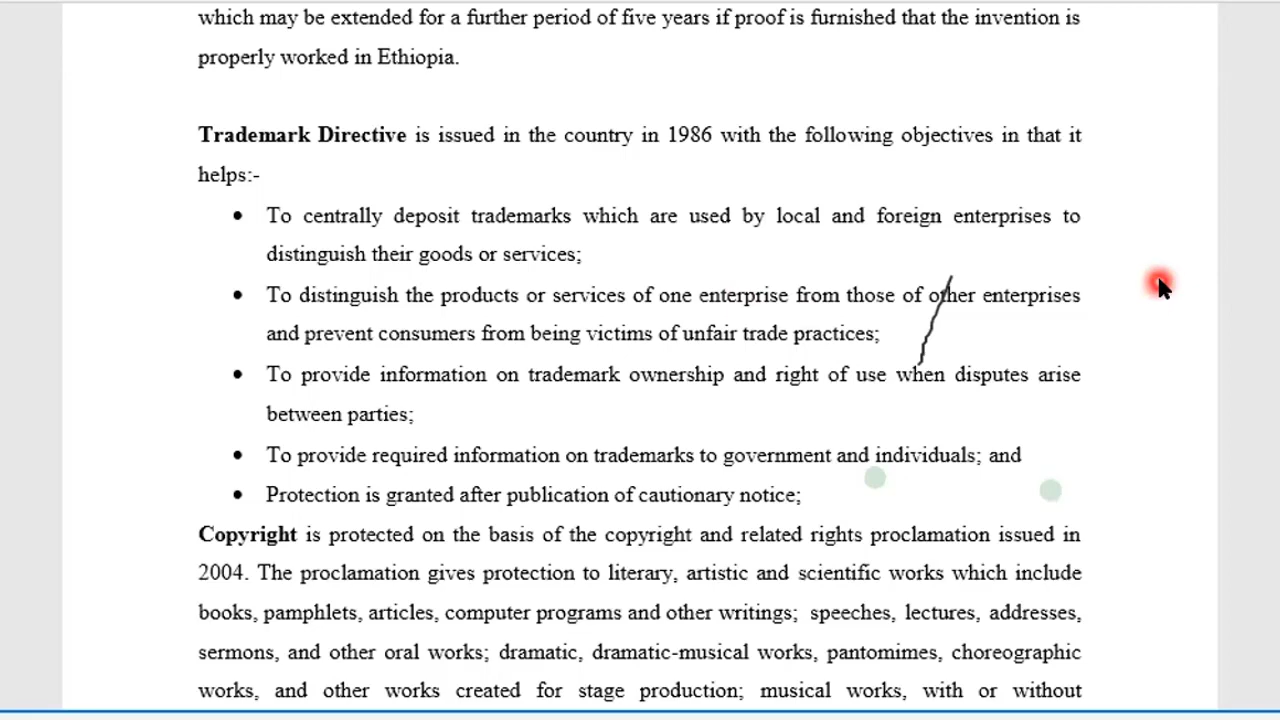 which may be extended for a further period of five years if proof is furnished that the invention is
properly worked in Ethiopia.
Trademark Directive is issued in the country in 1986 with the following objectives in that it
helps:-
• To centrally deposit trademarks which are used by local and foreign enterprises to
distinguish their goods or services;
• To distinguish the products or services of one enterprise from those of other enterprises
and prevent consumers from being victims of unfair trade practices;
• To provide information on trademark ownership and right of use when disputes arise
between parties;
• To provide required information on trademarks to government and individuals; and
• Protection is granted after publication of cautionary notice;
Copyright is protected on the basis of the copyright and related rights proclamation issued in
2004. The proclamation gives protection to literary, artistic and scientific works which include
books, pamphlets, articles, computer programs and other writings; speeches, lectures, addresses,
sermons, and other oral works; dramatic, dramatic-musical works, pantomimes, choreographic
works, and other works created for stage production; musical works, with or without